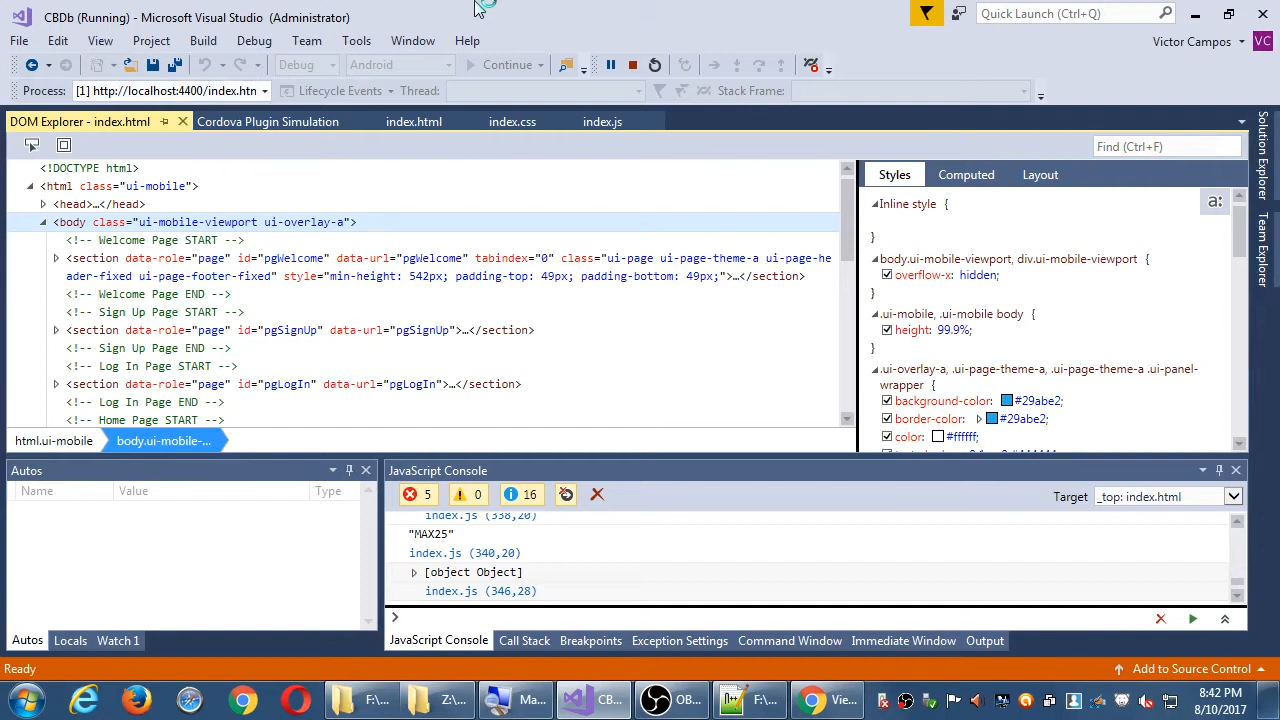 CBDb (Running) - Microsoft Visual Studio (Administrator)
Quick Launch (Ctrl+Q)
File Edit View Project Build Debug Team Tools Window Help
Victor Campos VC
Debug Android Continue
Process: [1] http://localhost:4400/index.htn Lifecycle Events Thread: Stack Frame:
DOM Explorer - index.html Cordova Plugin Simulation index.html index.css index.js
Find (Ctrl+F)
<!DOCTYPE html>
<html class="ui-mobile">
<head>…</head>
<body class="ui-mobile-viewport ui-overlay-a">
<!-- Welcome Page START -->
<section data-role="page" id="pgWelcome" data-url="pgWelcome" tabindex="0" class="ui-page ui-page-theme-a ui-page-he
ader-fixed ui-page-footer-fixed" style="min-height: 542px; padding-top: 49px; padding-bottom: 49px;">…</section>
<!-- Welcome Page END -->
<!-- Sign Up Page START -->
<section data-role="page" id="pgSignUp" data-url="pgSignUp">…</section>
<!-- Sign Up Page END -->
<!-- Log In Page START -->
<section data-role="page" id="pgLogIn" data-url="pgLogIn">…</section>
<!-- Log In Page END -->
<!-- Home Page START -->
html.ui-mobile body.ui-mobile-...
Styles Computed Layout
Inline style {
a:
}
body.ui-mobile-viewport, div.ui-mobile-viewport {
overflow-x: hidden;
}
.ui-mobile, .ui-mobile body {
height: 99.9%;
}
.ui-overlay-a, .ui-page-theme-a, .ui-page-theme-a .ui-panel-
wrapper {
background-color: #29abe2;
border-color: #29abe2;
color: #ffffff;
Solution Explorer
Team Explorer
Autos
Name Value Type
Autos Locals Watch 1
JavaScript Console
5 0 16
Target _top: index.html
index.js (338,20)
"MAX25"
index.js (340,20)
[object Object]
index.js (346,28)
JavaScript Console Call Stack Breakpoints Exception Settings Command Window Immediate Window Output
Ready
Add to Source Control
F:\... Z:\... Ma... CB... OB... F:\... Vie...
8:42 PM
8/10/2017